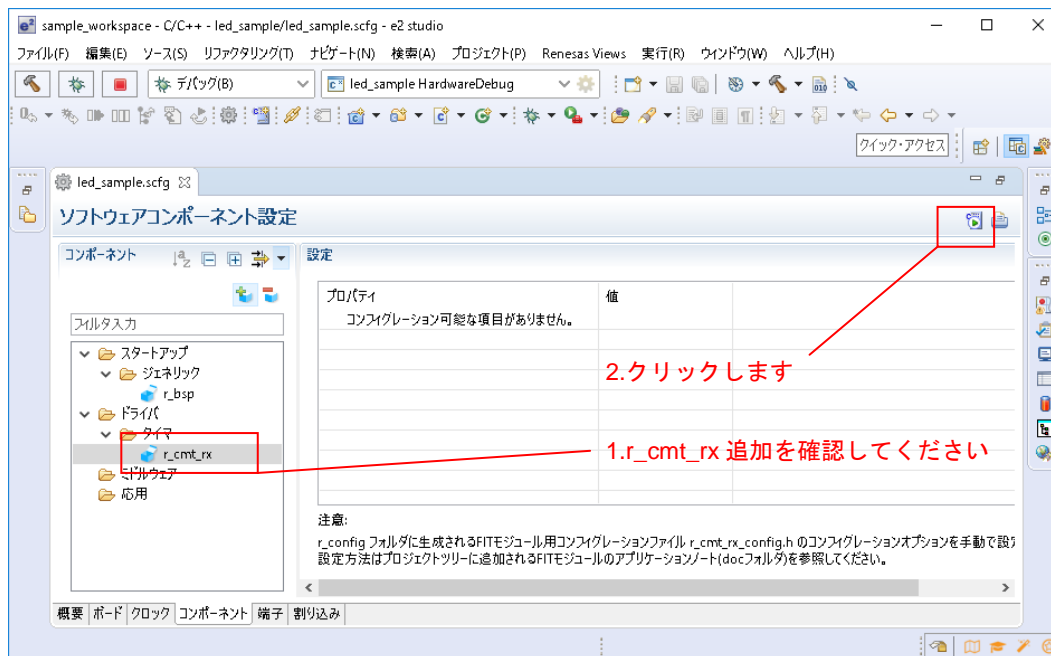 sample_workspace - C/C++ - led_sample/led_sample.scfg - e2 studio
ファイル(F) 編集(E) ソース(S) リファクタリング(T) ナビゲート(N) 検索(A) プロジェクト(P) Renesas Views 実行(R) ウインドウ(W) ヘルプ(H)
デバッグ(B) led_sample HardwareDebug
クイック・アクセス
led_sample.scfg
ソフトウェアコンポーネント設定
コンポーネント
設定
プロパティ 値
コンフィグレーション可能な項目がありません。
フィルタ入力
スタートアップ
ジェネリック
r_bsp
ドライバ
タイマ
r_cmt_rx
ミドルウェア
応用
2.クリックします
1.r_cmt_rx 追加を確認してください
注意:
r_config フォルダに生成されるFITモジュール用コンフィグレーションファイル r_cmt_rx_config.h のコンフィグレーションオプションを手動で設
設定方法はプロジェクトツリーに追加されるFITモジュールのアプリケーションノート(docフォルダ)を参照してください。
概要 ボード クロック コンポーネント 端子 割り込み